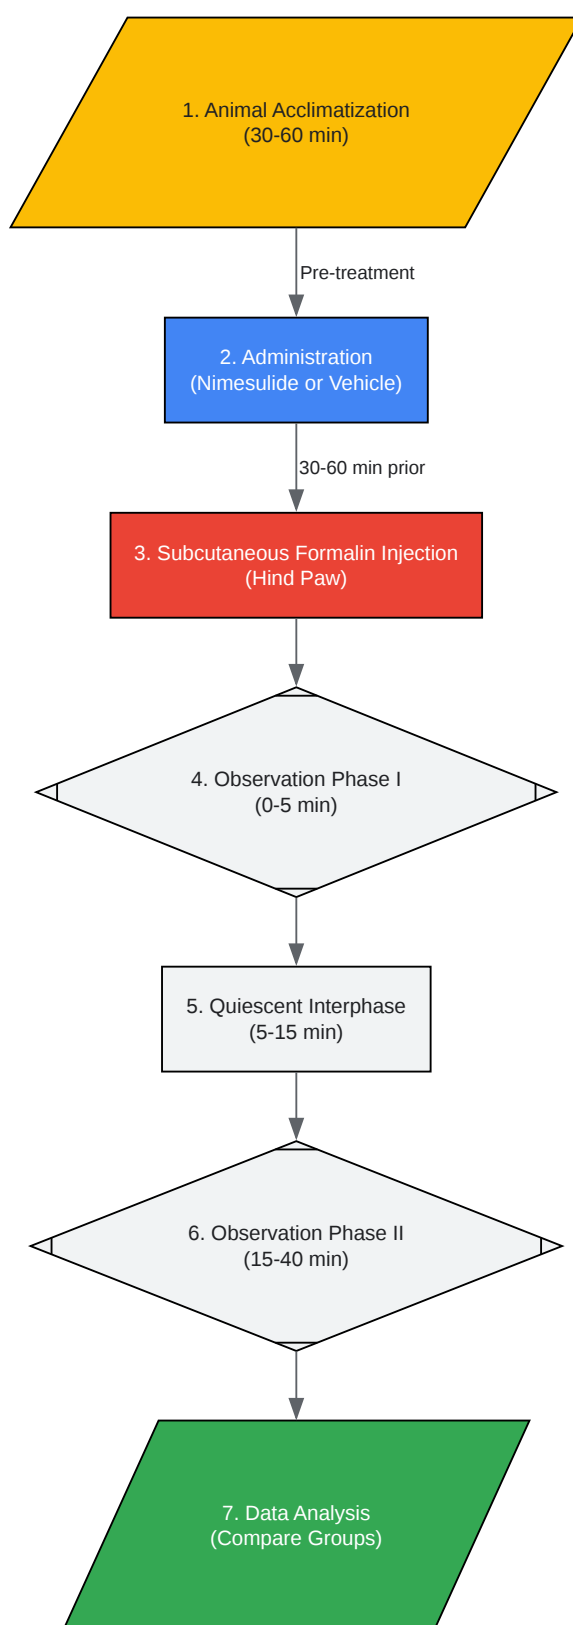 1. Animal Acclimatization
(30-60 min)
Pre-treatment
2. Administration
(Nimesulide or Vehicle)
30-60 min prior
3. Subcutaneous Formalin Injection
(Hind Paw)
4. Observation Phase I
(0-5 min)
5. Quiescent Interphase
(5-15 min)
6. Observation Phase II
(15-40 min)
7. Data Analysis
(Compare Groups)